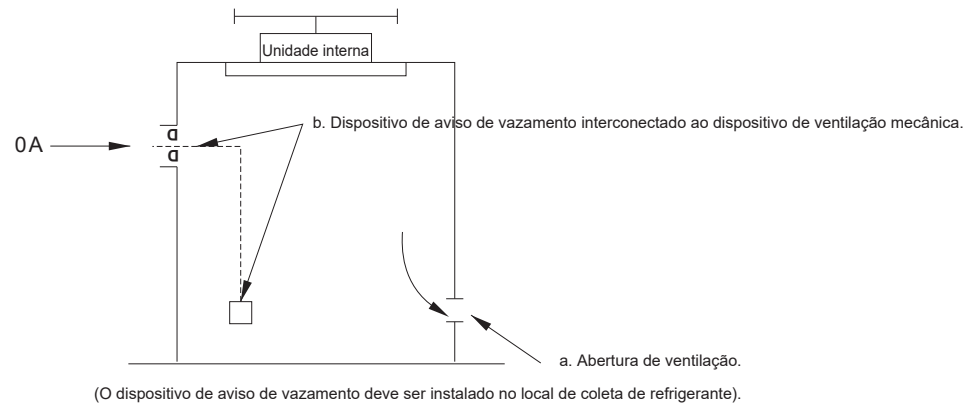 Unidade interna
b. Dispositivo de aviso de vazamento interconectado ao dispositivo de ventilação mecânica.
0A
a. Abertura de ventilação.
(O dispositivo de aviso de vazamento deve ser instalado no local de coleta de refrigerante).